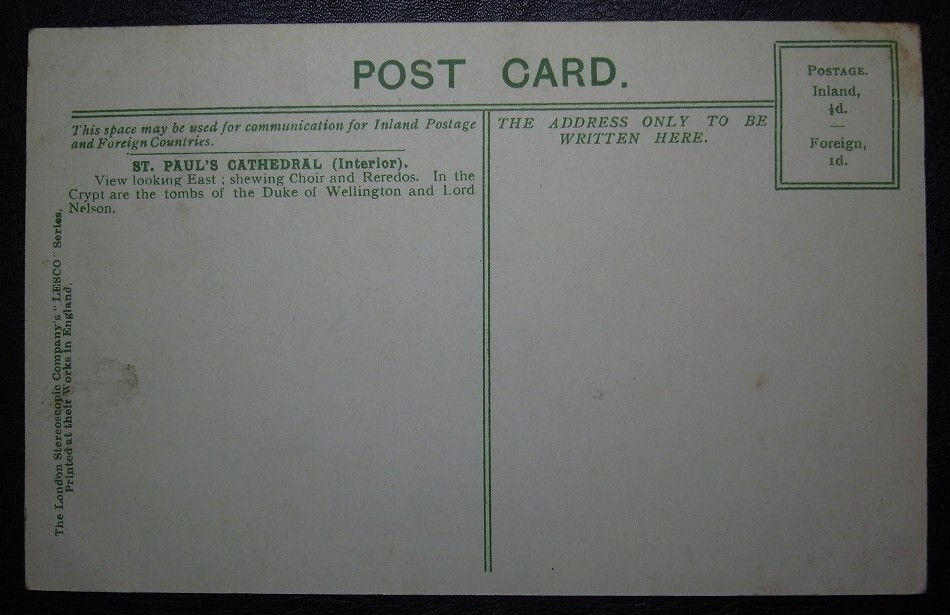 POST CARD.
POSTAGE.
Inland,
½d.
—
Foreign,
1d.
This space may be used for communication for Inland Postage
and Foreign Countries.
THE ADDRESS ONLY TO BE
WRITTEN HERE.
ST. PAUL'S CATHEDRAL (Interior).
View looking East ; shewing Choir and Reredos. In the
Crypt are the tombs of the Duke of Wellington and Lord
Nelson.
The London Stereoscopic Company's "LESCO" Series.
Printed at their Works in England.